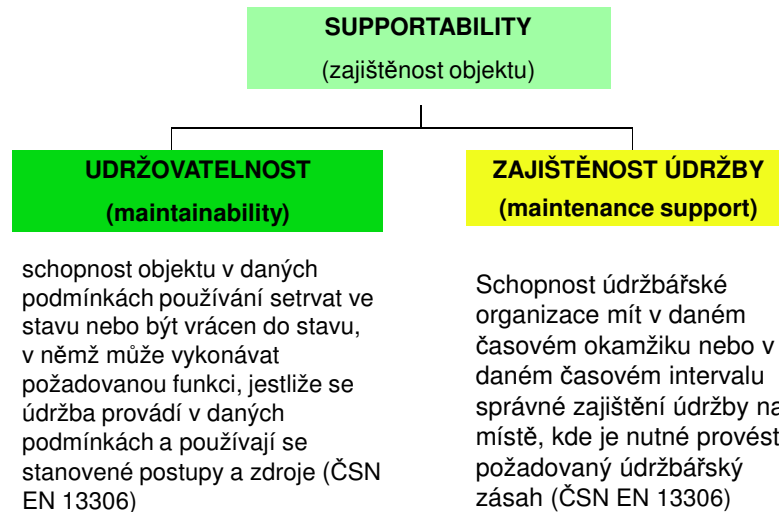 SUPPORTABILITY
(zajištěnost objektu)
UDRŽOVATELNOST
(maintainability)
schopnost objektu v daných
podmínkách používání setrvat ve
stavu nebo být vrácen do stavu,
v němž může vykonávat
požadovanou funkci, jestliže se
údržba provádí v daných
podmínkách a používají se
stanovené postupy a zdroje (ČSN
EN 13306)
ZAJIŠTĚNOST ÚDRŽBY
(maintenance support)
Schopnost údržbářské
organizace mít v daném
časovém okamžiku nebo v
daném časovém intervalu
správné zajištění údržby na
místě, kde je nutné provést
požadovaný údržbářský
zásah (ČSN EN 13306)